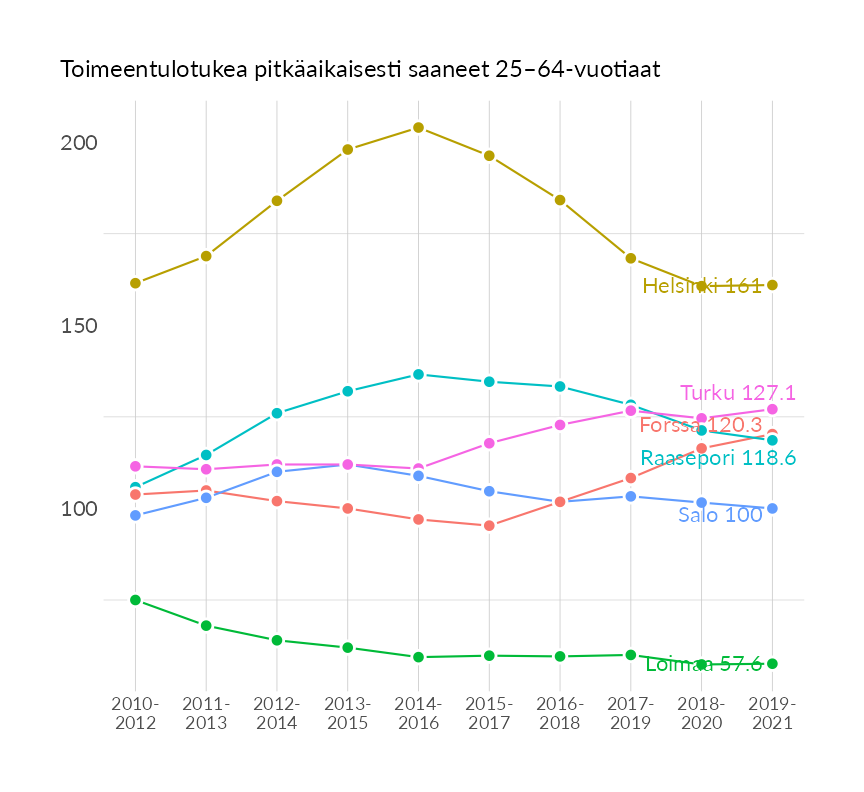 Toimeentulotukea pitkäaikaisesti saaneet 25–64-vuotiaat
200
150
100
Helsinki 161
Turku 127.1
Forssa 120.3
Raasepori 118.6
Salo 100
Loimaa 57.6
2010- 2011- 2012- 2013- 2014- 2015- 2016- 2017- 2018- 2019-
2012 2013 2014 2015 2016 2017 2018 2019 2020 2021